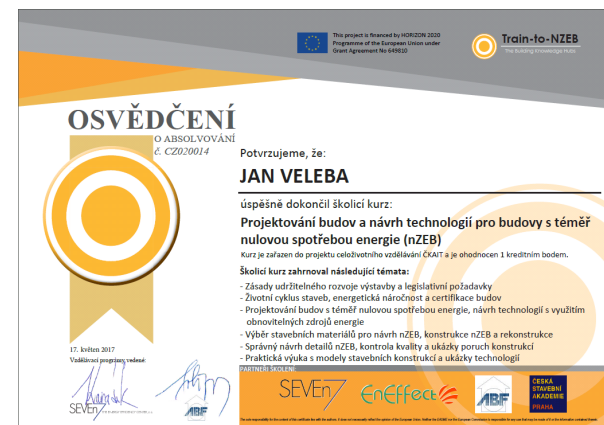 This project is financed by HORIZON 2020
Programme of the European Union under
Grant Agreement No 649810
Train-to-NZEB
The Building Knowledge Hubs
OSVĚDČENÍ
O ABSOLVOVÁNÍ
č. CZ020014
Potvrzujeme, že:
JAN VELEBA
úspěšně dokončil školicí kurz:
Projektování budov a návrh technologií pro budovy s téměř
nulovou spotřebou energie (nZEB)
Kurz je zařazen do projektu celoživotního vzdělávání ČKAIT a je ohodnocen 1 kreditním bodem.
Školicí kurz zahrnoval následující témata:
- Zásady udržitelného rozvoje výstavby a legislativní požadavky
- Životní cyklus staveb, energetická náročnost a certifikace budov
- Projektování budov s téměř nulovou spotřebou energie, návrh technologií s využitím
obnovitelných zdrojů energie
- Výběr stavebních materiálů pro návrh nZEB, konstrukce nZEB a rekonstrukce
- Správný návrh detailů nZEB, kontrola kvality a ukázky poruch konstrukcí
- Praktická výuka s modely stavebních konstrukcí a ukázky technologií
17. květen 2017
Vzdělávací programy vedené:
SEVEn
ABF
PARTNEŘI ŠKOLENÍ:
SEVEn7
EnEffect
ABF
ČESKÁ
STAVEBNÍ
AKADEMIE
PRAHA